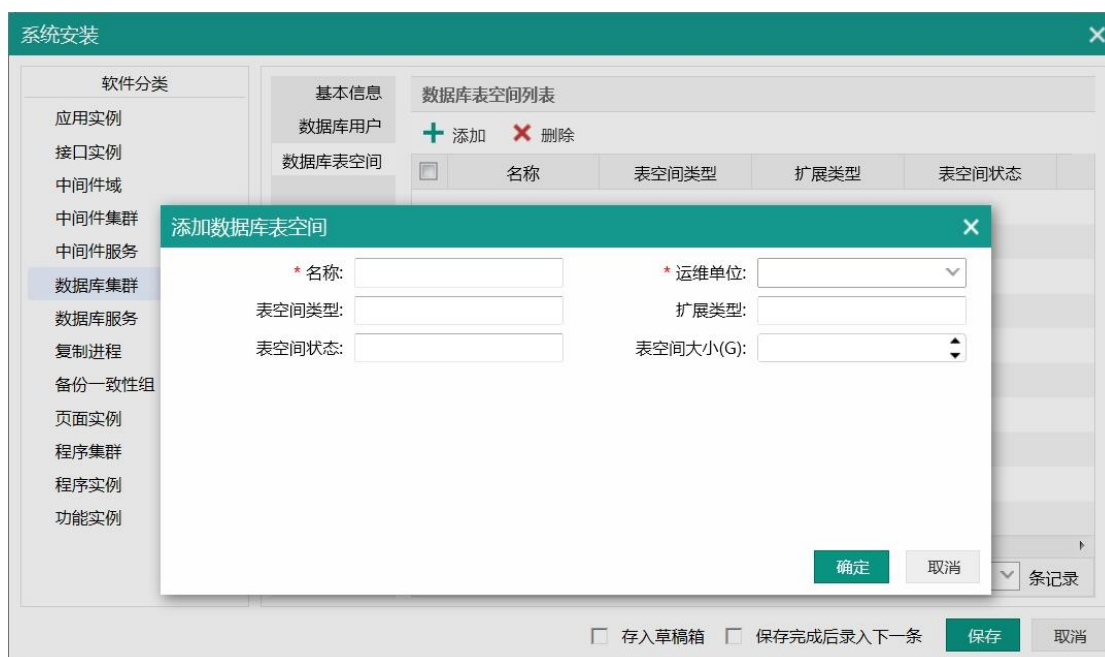 系统安装
软件分类
应用实例
接口实例
中间件域
中间件集群
中间件服务
数据库集群
数据库服务
复制进程
备份一致性组
页面实例
程序集群
程序实例
功能实例
基本信息
数据库用户
数据库表空间
数据库表空间列表
添加 删除
名称 表空间类型 扩展类型 表空间状态
添加数据库表空间
* 名称: * 运维单位:
表空间类型: 扩展类型:
表空间状态: 表空间大小(G):
确定 取消
条记录
存入草稿箱 保存完成后录入下一条 保存 取消